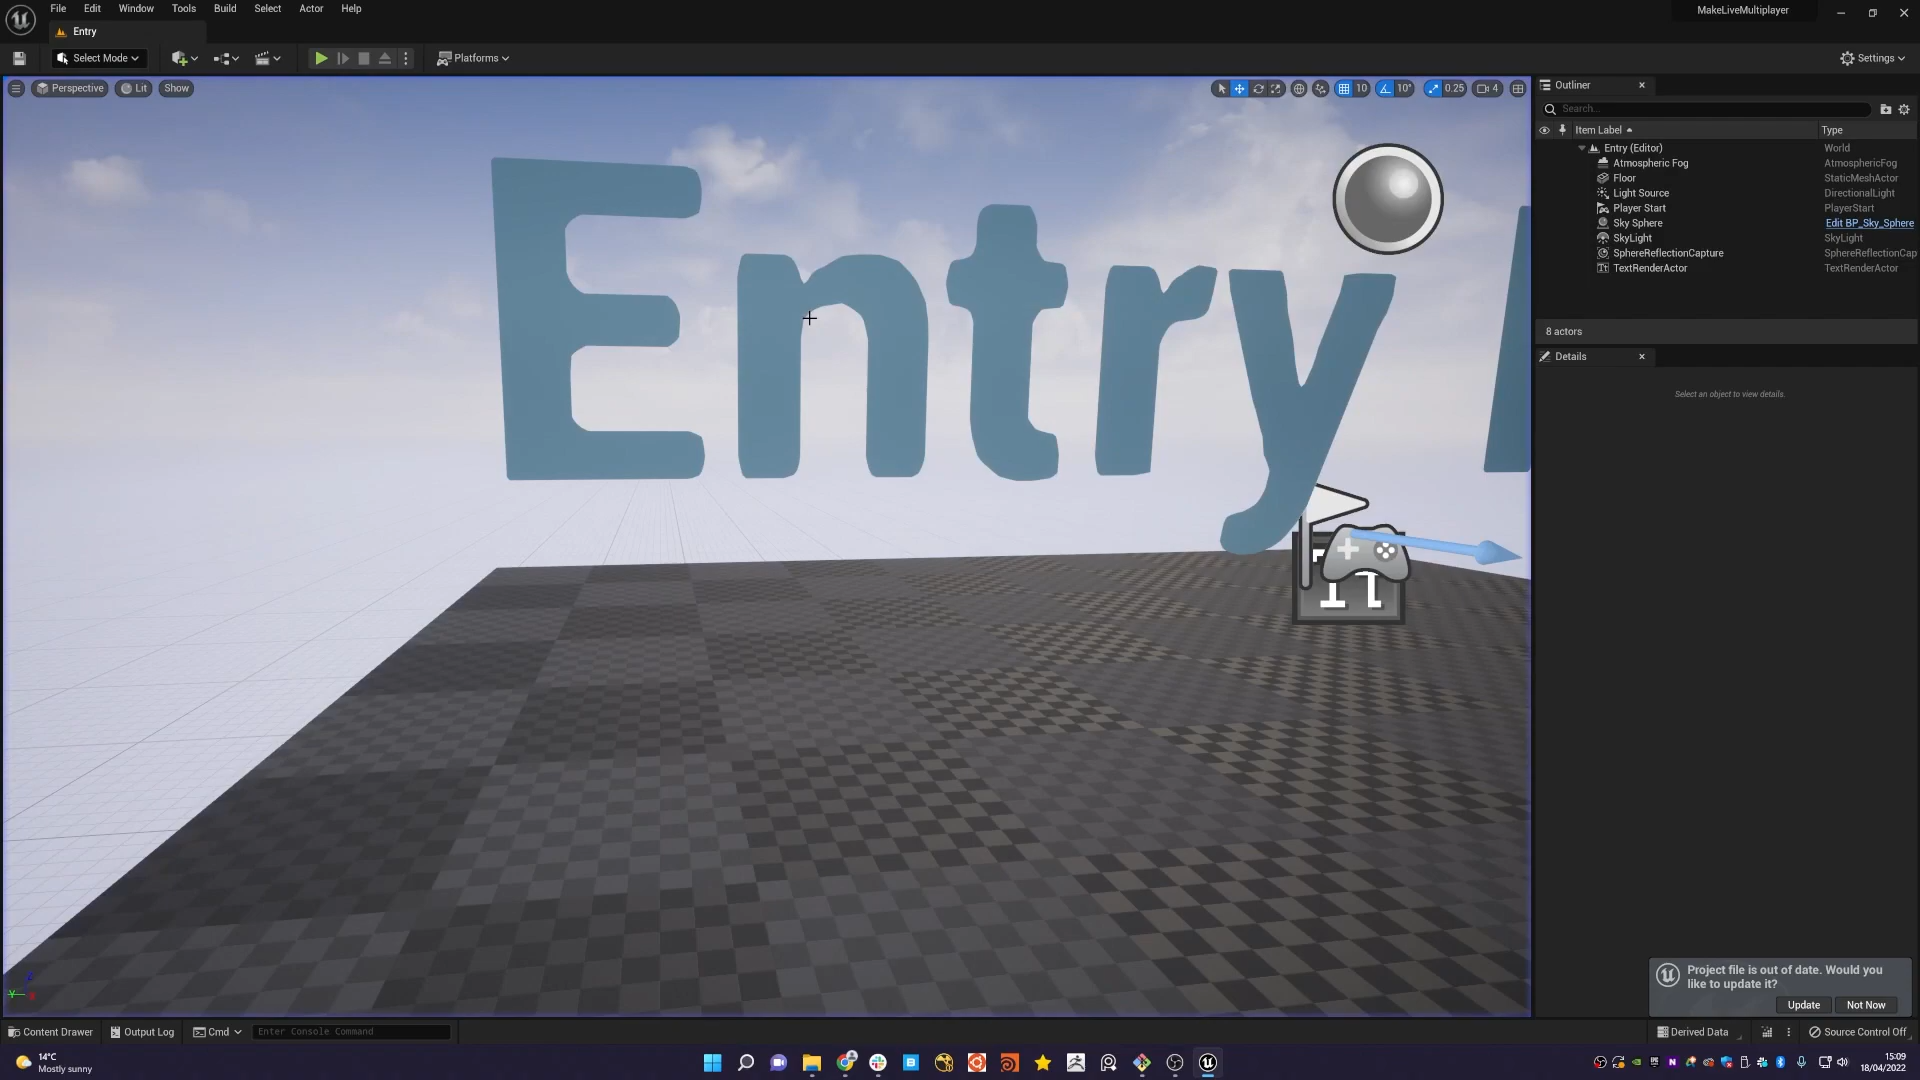 File Edit Window Tools Build Select Actor Help
MakeLiveMultiplayer
Entry
Select Mode
Platforms
Settings
Perspective Lit Show
10 10° 0.25 4
Entry
Outliner
Search...
Item Label Type
Entry (Editor) World
Atmospheric Fog AtmosphericFog
Floor StaticMeshActor
Light Source DirectionalLight
Player Start PlayerStart
Sky Sphere Edit BP_Sky_Sphere
SkyLight SkyLight
SphereReflectionCapture SphereReflectionCap
TextRenderActor TextRenderActor
8 actors
Details
Select an object to view details.
Project file is out of date. Would you
like to update it?
Update Not Now
Content Drawer Output Log Cmd Enter Console Command
Derived Data Source Control Off
14°C
Mostly sunny
15:09
18/04/2022